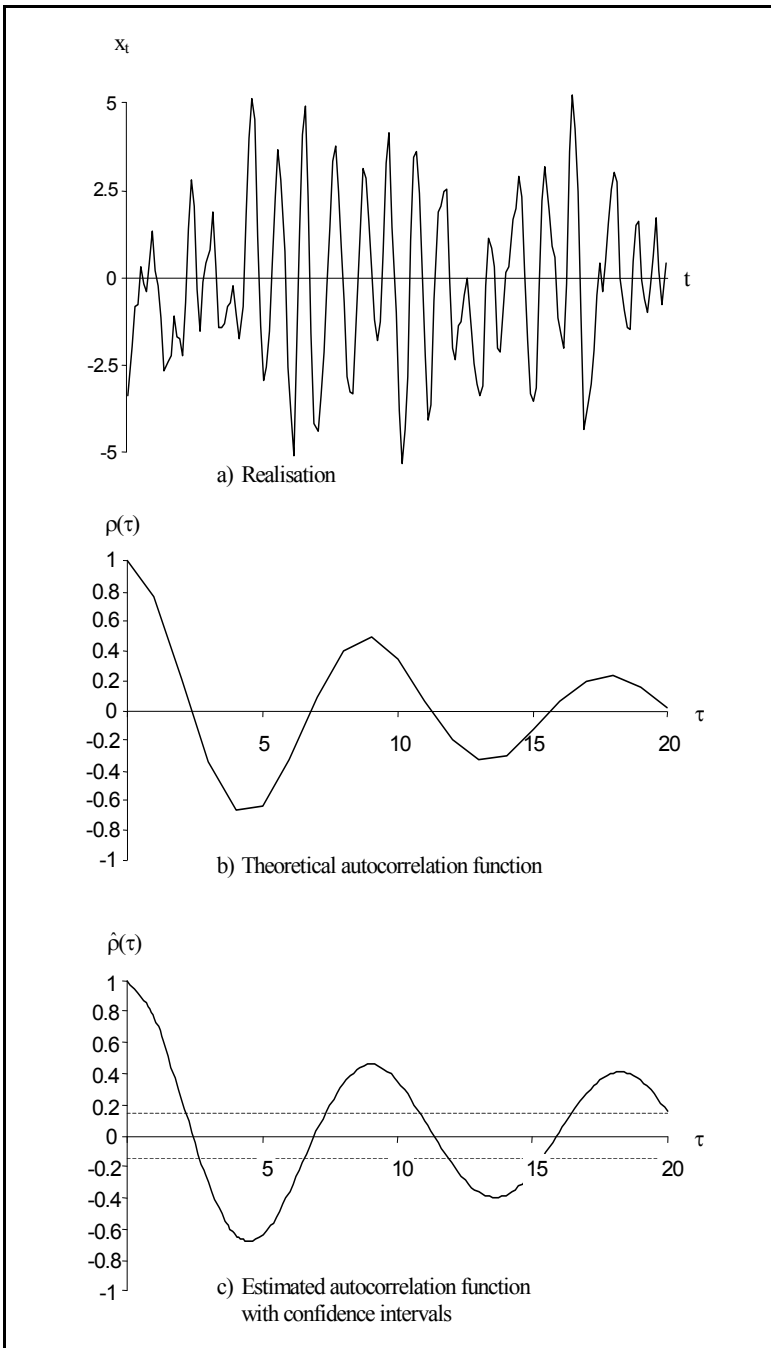 xₜ
5
2.5
0
t
-2.5
-5
a) Realisation
ρ(τ)
1
0.8
0.6
0.4
0.2
0
τ
5 10 15 20
-0.2
-0.4
-0.6
-0.8
-1
b) Theoretical autocorrelation function
ρ̂(τ)
1
0.8
0.6
0.4
0.2
0
τ
5 10 15 20
-0.2
-0.4
-0.6
-0.8
-1
c) Estimated autocorrelation function
with confidence intervals